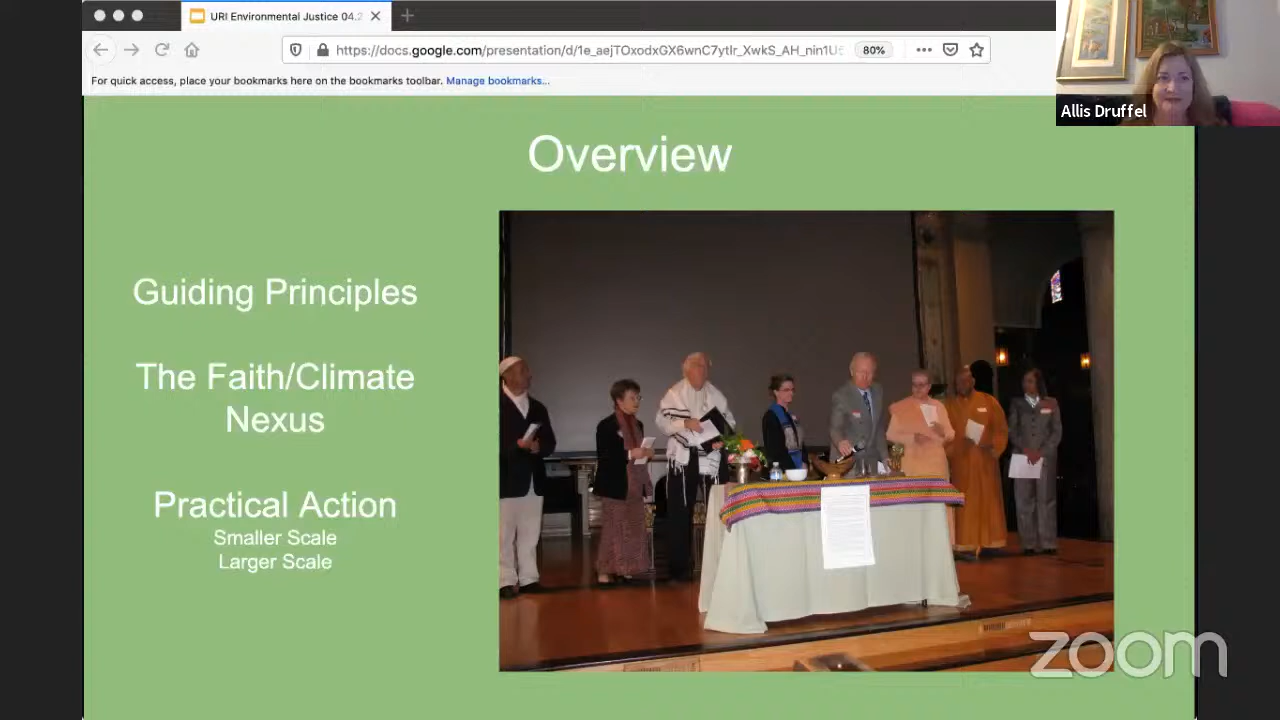 URI Environmental Justice 04.2
https://docs.google.com/presentation/d/1e_aejTOxodxGX6wnC7ytIr_XwkS_AH_nin1U
80%
For quick access, place your bookmarks here on the bookmarks toolbar. Manage bookmarks...
Allis Druffel
Overview
Guiding Principles
The Faith/Climate
Nexus
Practical Action
Smaller Scale
Larger Scale
zoom